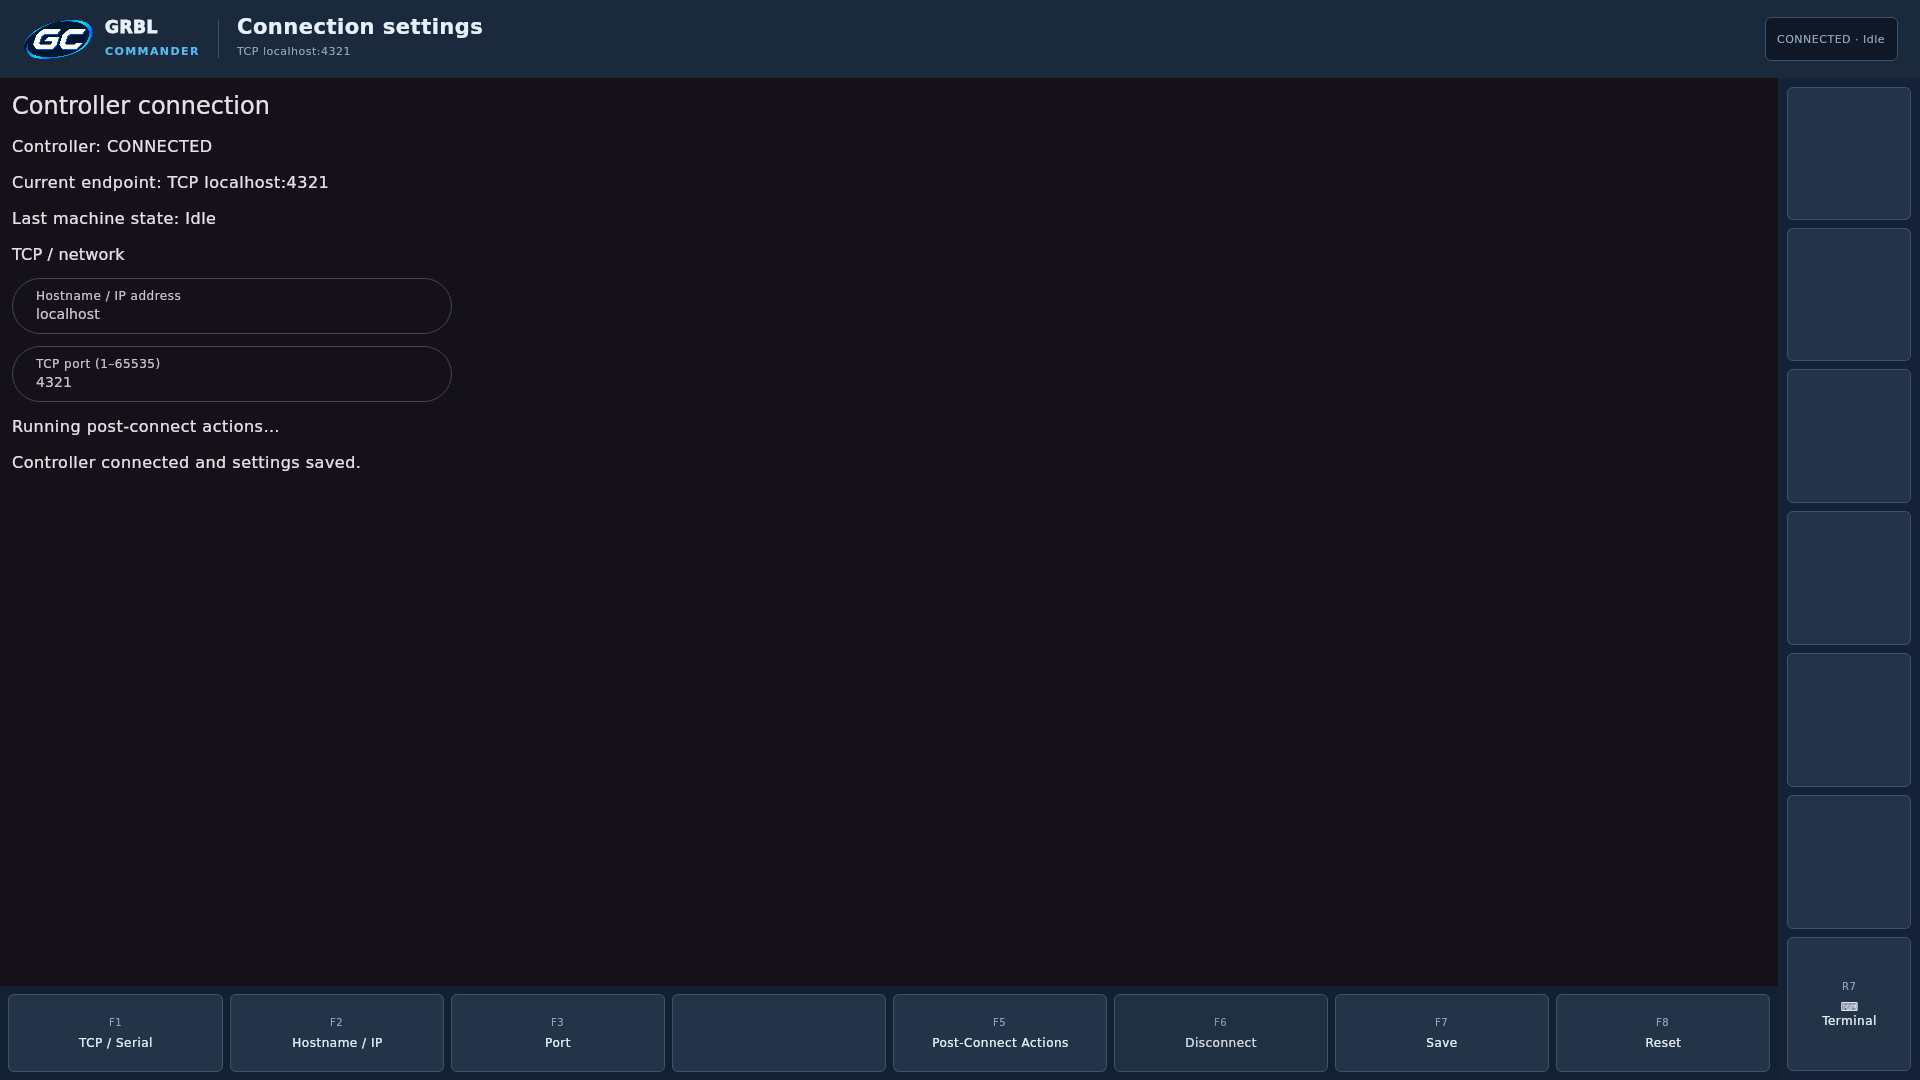 GC
GRBL
COMMANDER
Connection settings
TCP localhost:4321
CONNECTED · Idle
Controller connection
Controller: CONNECTED
Current endpoint: TCP localhost:4321
Last machine state: Idle
TCP / network
Hostname / IP address
localhost
TCP port (1–65535)
4321
Running post-connect actions...
Controller connected and settings saved.
R7
Terminal
F1
TCP / Serial
F2
Hostname / IP
F3
Port
F5
Post-Connect Actions
F6
Disconnect
F7
Save
F8
Reset